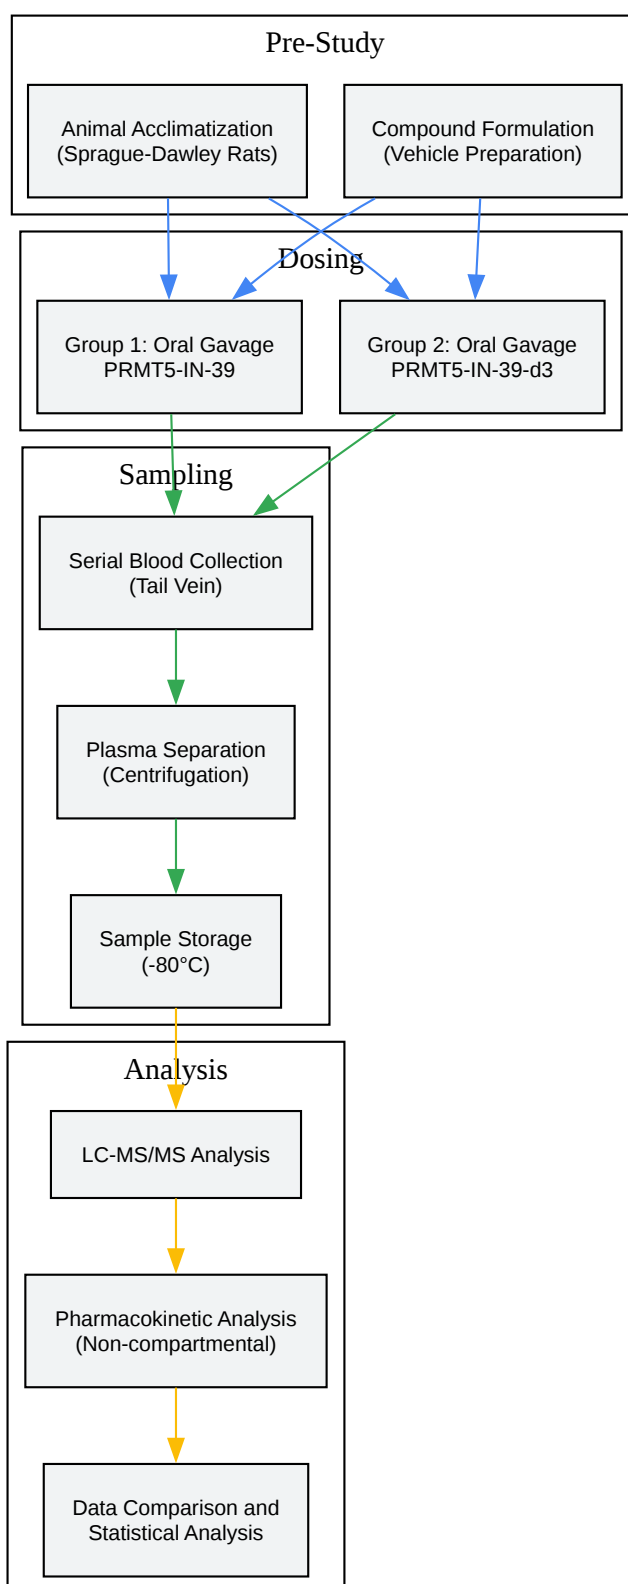 Pre-Study
Animal Acclimatization
(Sprague-Dawley Rats)
Compound Formulation
(Vehicle Preparation)
Dosing
Group 1: Oral Gavage
PRMT5-IN-39
Group 2: Oral Gavage
PRMT5-IN-39-d3
Sampling
Serial Blood Collection
(Tail Vein)
Plasma Separation
(Centrifugation)
Sample Storage
(-80°C)
Analysis
LC-MS/MS Analysis
Pharmacokinetic Analysis
(Non-compartmental)
Data Comparison and
Statistical Analysis